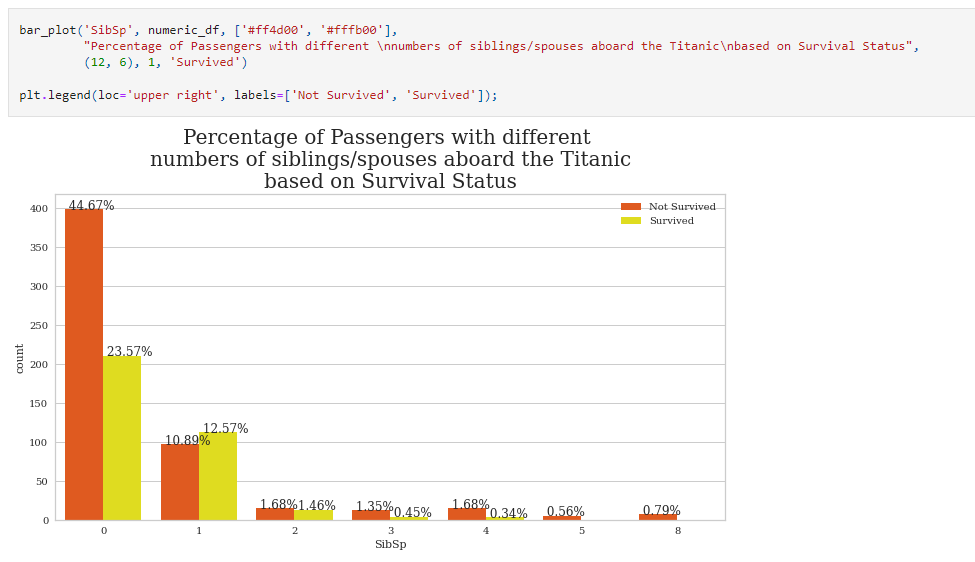 bar_plot('SibSp', numeric_df, ['#ff4d00', '#fffb00'],
"Percentage of Passengers with different \nnumbers of siblings/spouses aboard the Titanic\nbased on Survival Status",
(12, 6), 1, 'Survived')
plt.legend(loc='upper right', labels=['Not Survived', 'Survived']);
Percentage of Passengers with different
numbers of siblings/spouses aboard the Titanic
based on Survival Status
400
350
300
250
200
150
100
50
0
count
44.67%
23.57%
10.89%
12.57%
1.68%
1.46%
1.35%
0.45%
1.68%
0.34%
0.56%
0.79%
Not Survived
Survived
0 1 2 3 4 5 8
SibSp